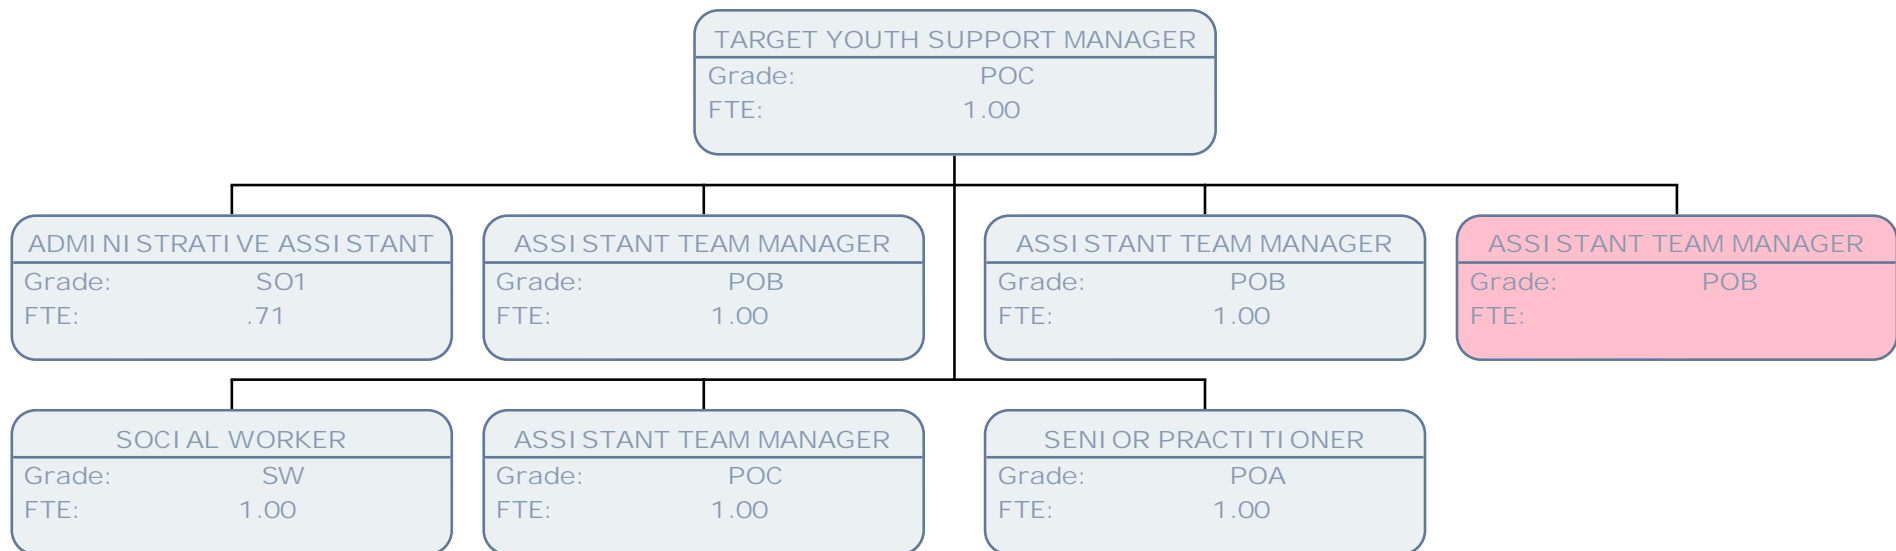 TARGET YOUTH SUPPORT MANAGER
Grade: POC
FTE: 1.00
ADMINISTRATIVE ASSISTANT
Grade: SO1
FTE: .71
ASSISTANT TEAM MANAGER
Grade: POB
FTE: 1.00
ASSISTANT TEAM MANAGER
Grade: POB
FTE: 1.00
ASSISTANT TEAM MANAGER
Grade: POB
FTE:
SOCIAL WORKER
Grade: SW
FTE: 1.00
ASSISTANT TEAM MANAGER
Grade: POC
FTE: 1.00
SENIOR PRACTITIONER
Grade: POA
FTE: 1.00